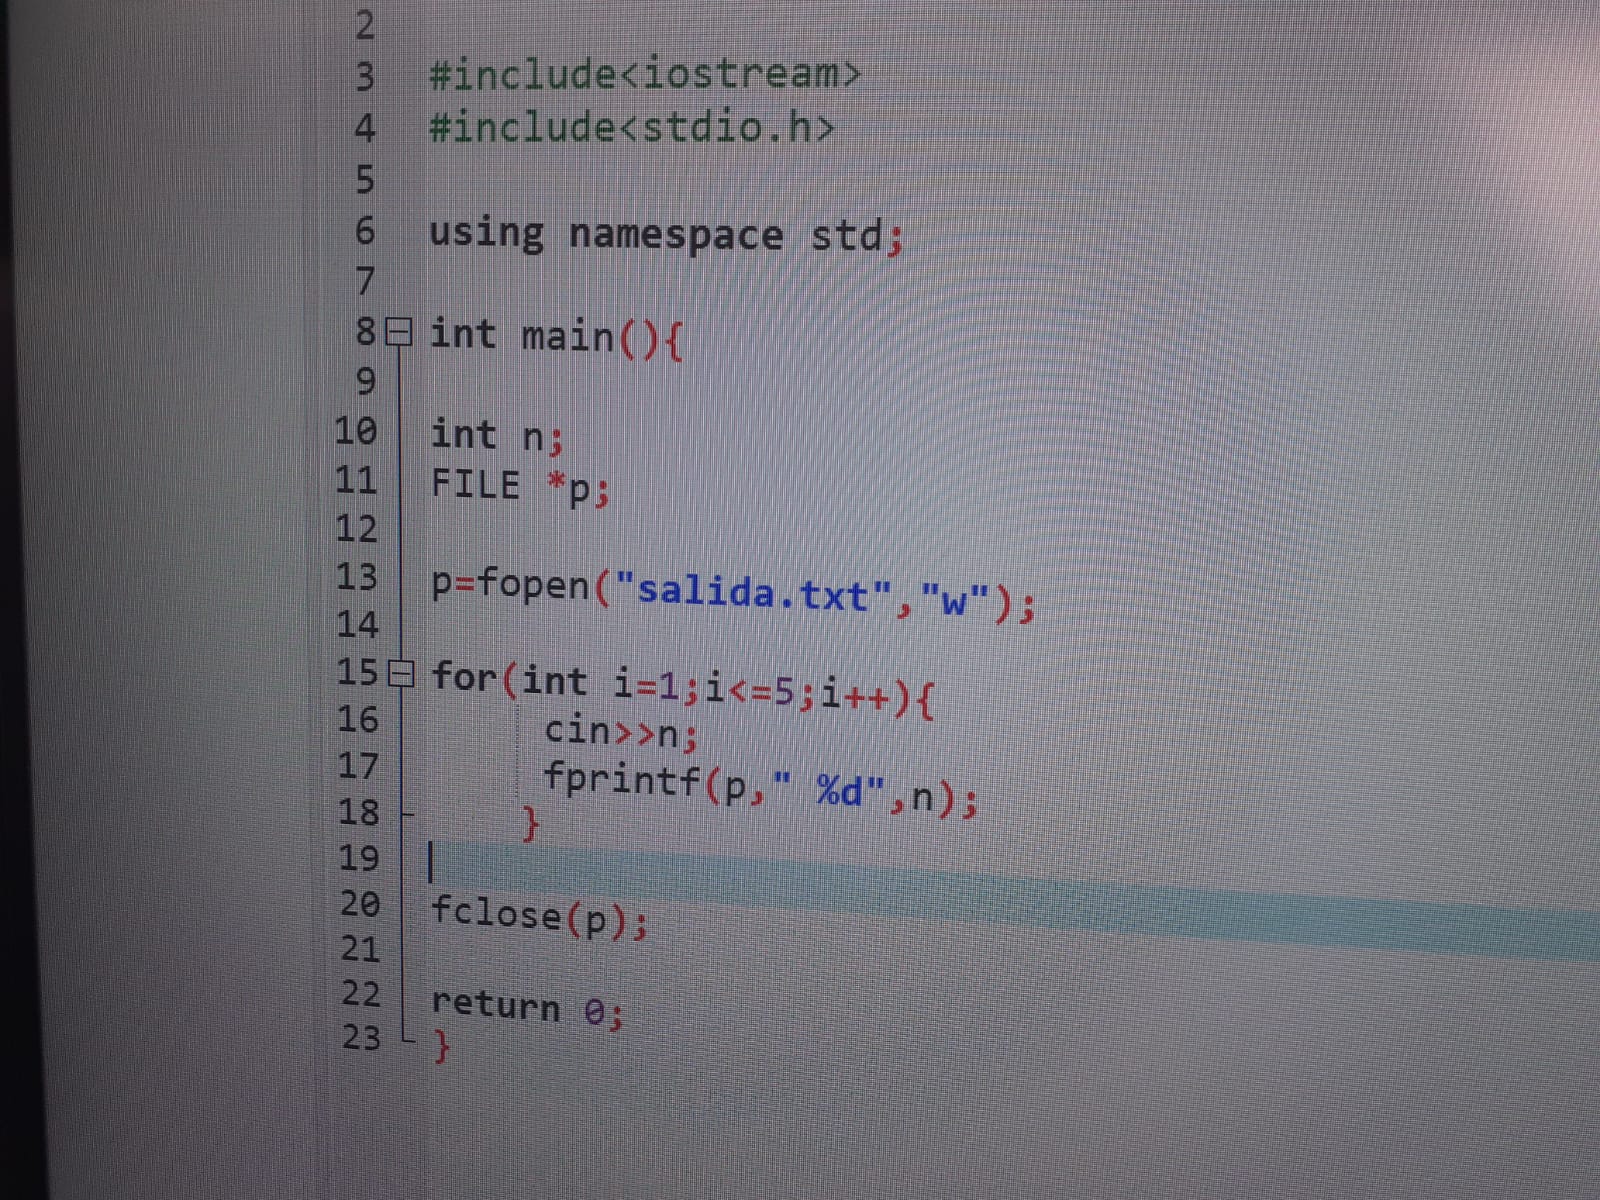 2
3 #include<iostream>
4 #include<stdio.h>
5
6 using namespace std;
7
8 int main(){
9
10 int n;
11 FILE *p;
12
13 p=fopen("salida.txt","w");
14
15 for(int i=1;i<=5;i++){
16 cin>>n;
17 fprintf(p," %d",n);
18 }
19
20 fclose(p);
21
22 return 0;
23 }